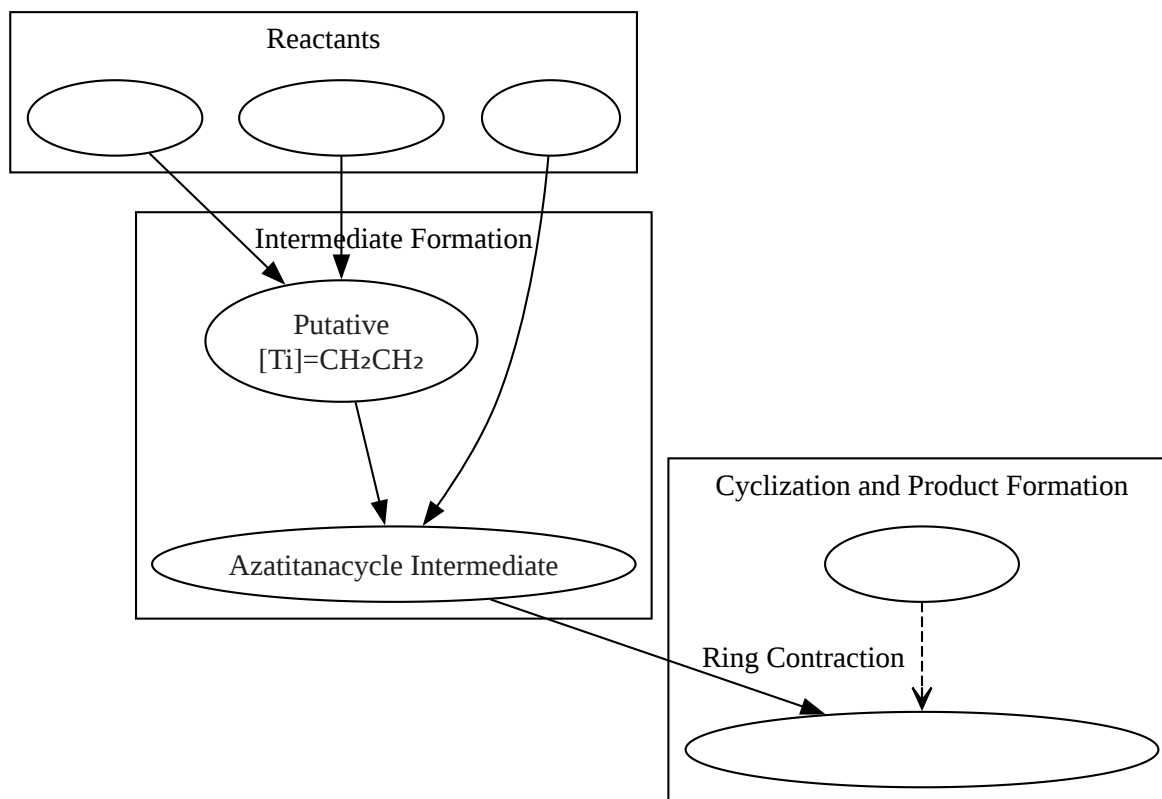 Reactants
Intermediate Formation
Putative
[Ti]=CH₂CH₂
Cyclization and Product Formation
Azatitanacycle Intermediate
Ring Contraction